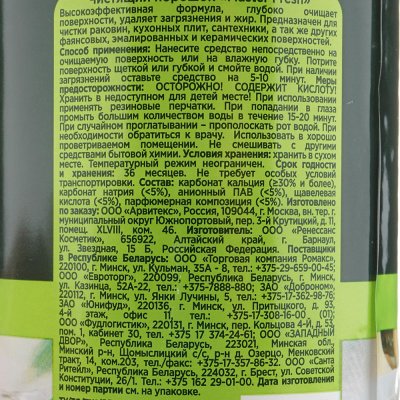 Высокоэффективная формула, глубоко очищает
поверхности, удаляет загрязнения и жир. Предназначен для
чистки раковин, кухонных плит, сантехники, а так же других
фаянсовых, эмалированных и керамических поверхностей.
Способ применения: Нанесите средство непосредственно на
очищаемую поверхность или на влажную губку. Потрите
поверхность щеткой или губкой и смойте водой. При наличии
загрязнений оставьте средство на 5-10 минут. Меры
предосторожности: ОСТОРОЖНО! СОДЕРЖИТ КИСЛОТУ!
Хранить в недоступном для детей месте! При использовании
применять резиновые перчатки. При попадании в глаза
промыть большим количеством воды в течение 15-20 минут.
При случайном проглатывании – прополоскать рот водой. При
необходимости обратиться к врачу. Использовать в хорошо
проветриваемом помещении. Не смешивать с другими
средствами бытовой химии. Условия хранения: хранить в сухом
месте. Температурный режим неограничен. Срок годности
и хранения: 36 месяцев. Не требует особых условий
транспортировки. Состав: карбонат кальция (≥30% и более),
карбонат натрия (<5%), анионный ПАВ (<5%), щавелевая
кислота (<5%), парфюмерная композиция (<5%). Изготовлено
по заказу: ООО «Арвитекс», Россия, 109044, г. Москва, вн. тер. г.
муниципальный округ Южнопортовый, пер. 3-й Крутицкий, д. 11,
помещ. XLVIII, ком. 46. Изготовитель: ООО «Ренессанс
Косметик», 656922, Алтайский край, г. Барнаул,
ул. Звездная, 15 Б, Российская Федерация. Поставщики
в Республике Беларусь: ООО «Торговая компания Ромакс»,
220100, г. Минск, ул. Кульман, 35А - 8, тел.: +375-29-659-00-45;
ООО «Евроторг», 220099, Республика Беларусь, г. Минск,
ул. Казинца, 52А-22, тел.: +375-7888-880; ЗАО «Доброном»,
220112, г. Минск, ул. Янки Лучины, 5, тел.: +375-17-362-98-76;
ЗАО «Юнифуд», 220136, г. Минск, ул. Притыцкого, д. 93,
4-й этаж, офис 11, тел.: +375-17-308-16-00 (01);
ООО «Фудлогистик», 220131, г. Минск, пер. Кольцова 4-й, д. 53,
пом. 1, кабинет 30, тел. +375 17 374-24-61; ООО «ЗАПАДНЫЙ
ДВОР», Республика Беларусь, 223021, Минская обл.,
Минский р-н, Щомыслицкий с/с, р-н д. Озерцо, Менковский
тракт, 14, ком.203, тел./факс: +375-17-357-86-32; ООО «Санта
Ритейл», Республика Беларусь, 224032, г. Брест, ул. Советской
Конституции, 26/1. Тел.: +375 162 29-01-00. Дата изготовления
и номер партии см. на упаковке.